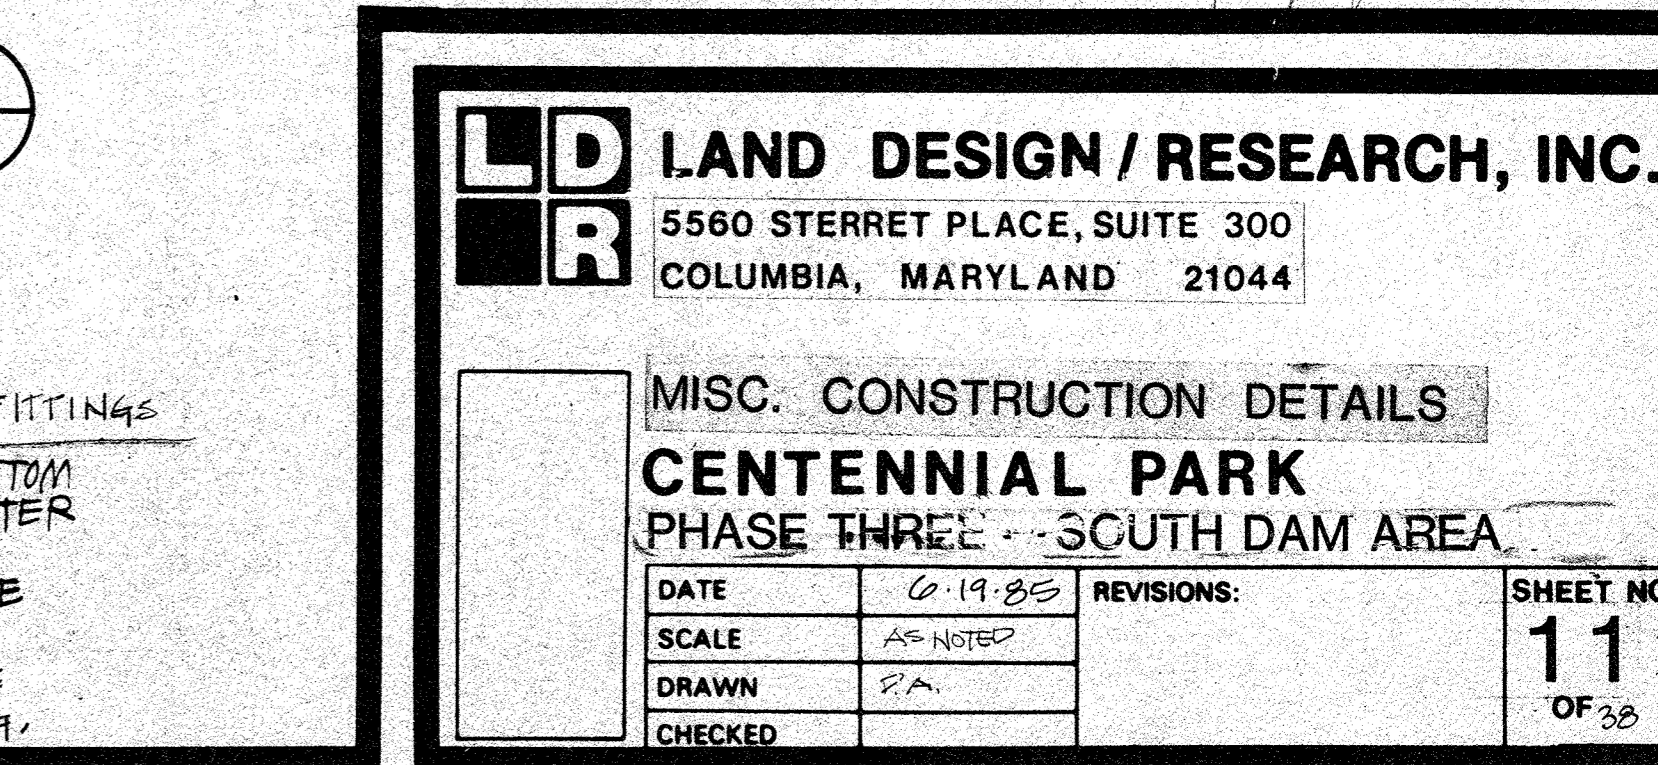 FITTINGS
TOM
TER
E
LD
R
LAND DESIGN / RESEARCH, INC.
5560 STERRET PLACE, SUITE 300
COLUMBIA, MARYLAND 21044
MISC. CONSTRUCTION DETAILS
CENTENNIAL PARK
PHASE THREE - - SOUTH DAM AREA
DATE 6·19·85
SCALE AS NOTED
DRAWN
CHECKED
REVISIONS:
SHEET NO
11
OF 38